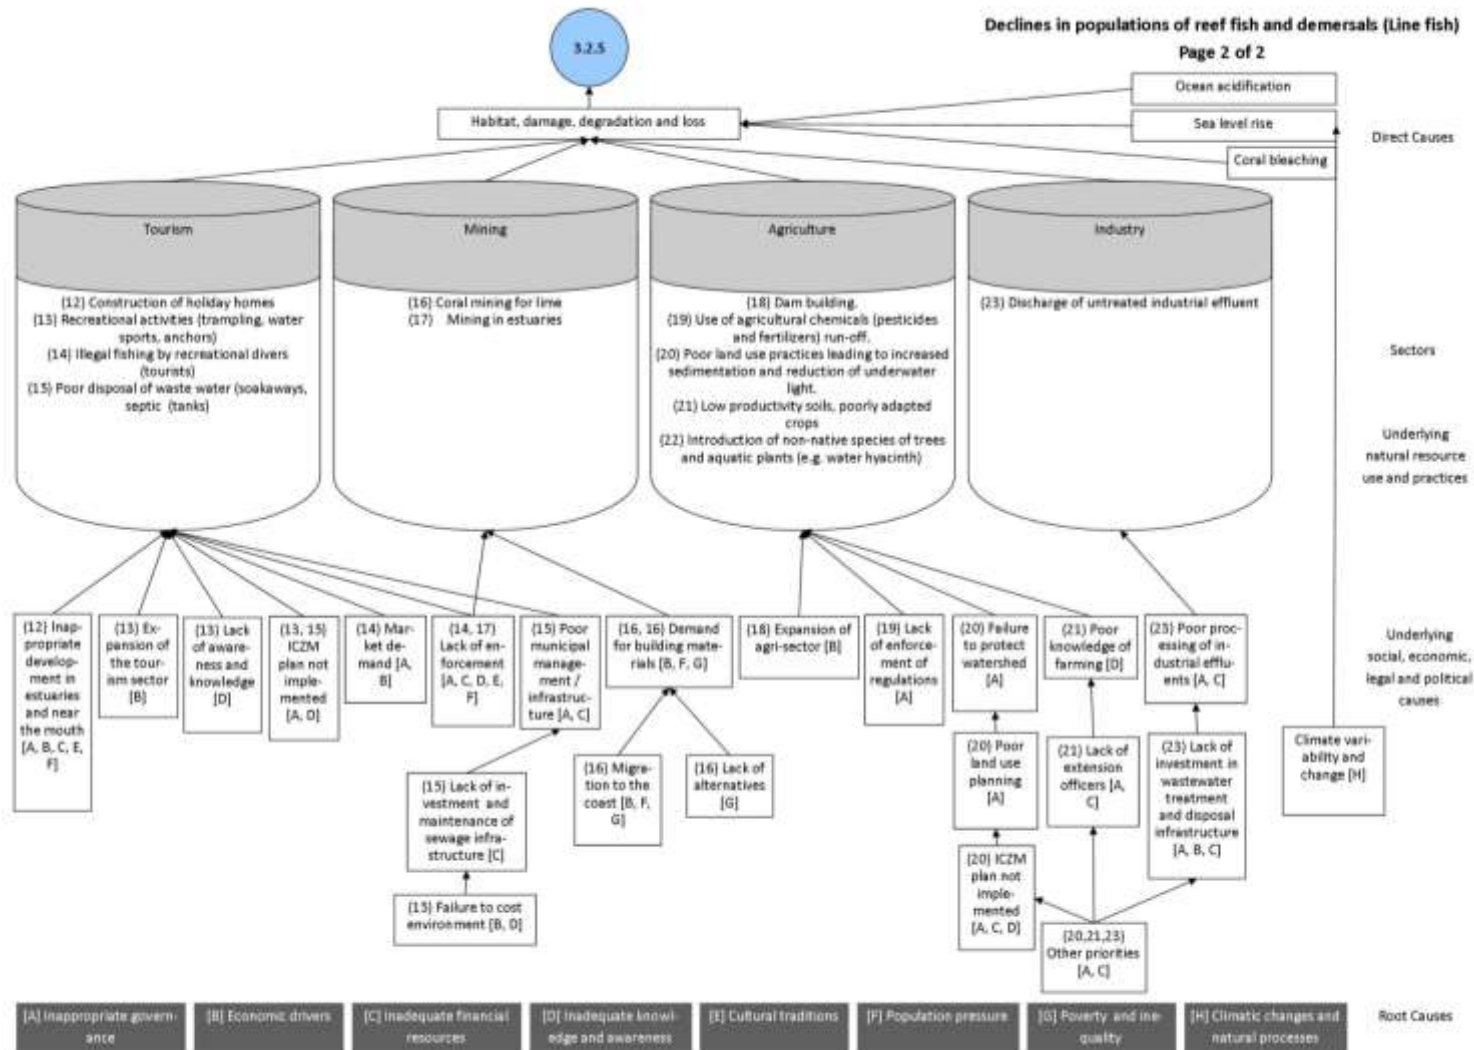 Declines in populations of reef fish and demersals (Line fish)
Page 2 of 2
3.2.5
Habitat, damage, degradation and loss
Ocean acidification
Sea level rise
Coral bleaching
Direct Causes
Tourism
(12) Construction of holiday homes
(13) Recreational activities (trampling, water
sports, anchors)
(14) Illegal fishing by recreational divers
(tourists)
(15) Poor disposal of waste water (soakaways,
septic (tanks)
Mining
(16) Coral mining for lime
(17) Mining in estuaries
Agriculture
(18) Dam building.
(19) Use of agricultural chemicals (pesticides
and fertilizers) run-off.
(20) Poor land use practices leading to increased
sedimentation and reduction of underwater
light.
(21) Low productivity soils, poorly adapted
crops
(22) Introduction of non-native species of trees
and aquatic plants (e.g. water hyacinth)
Industry
(23) Discharge of untreated industrial effluent
Sectors
Underlying
natural resource
use and practices
(12) Inap-
propriate
develop-
ment in
estuaries
and near
the mouth
[A, B, C, E,
F]
(13) Ex-
pansion of
the tour-
ism sector
[B]
(13) Lack
of aware-
ness and
knowledge
[D]
(13, 15)
ICZM
plan not
imple-
mented
[A, D]
(14) Mar-
ket de-
mand [A,
B]
(14, 17)
Lack of en-
forcement
[A, C, D, E,
F]
(15) Poor
municipal
manage-
ment /
infrastruc-
ture [A, C]
(16, 16) Demand
for building mate-
rials [B, F, G]
(18) Expansion of
agri-sector [B]
(19) Lack
of enforce-
ment of
regulations
[A]
(20) Failure
to protect
watershed
[A]
(21) Poor
knowledge of
farming [D]
(23) Poor proc-
essing of in-
dustrial efflu-
ents [A, C]
Underlying
social, economic,
legal and political
causes
(15) Lack of in-
vestment and
maintenance of
sewage infra-
structure [C]
(16) Migra-
tion to the
coast [B, F,
G]
(16) Lack of
alternatives
[G]
(20) Poor
land use
planning
[A]
(21) Lack of
extension
officers [A,
C]
(23) Lack of
investment in
wastewater
treatment
and disposal
infrastructure
[A, B, C]
Climate vari-
ability and
change [H]
(15) Failure to cost
environment [B, D]
(20) ICZM
plan not
imple-
mented
[A, C, D]
(20,21,23)
Other priorities
[A, C]
[A] Inappropriate govern-
ance
[B] Economic drivers
[C] Inadequate financial
resources
[D] Inadequate knowl-
edge and awareness
[E] Cultural traditions
[F] Population pressure
[G] Poverty and ine-
quality
[H] Climatic changes and
natural processes
Root Causes